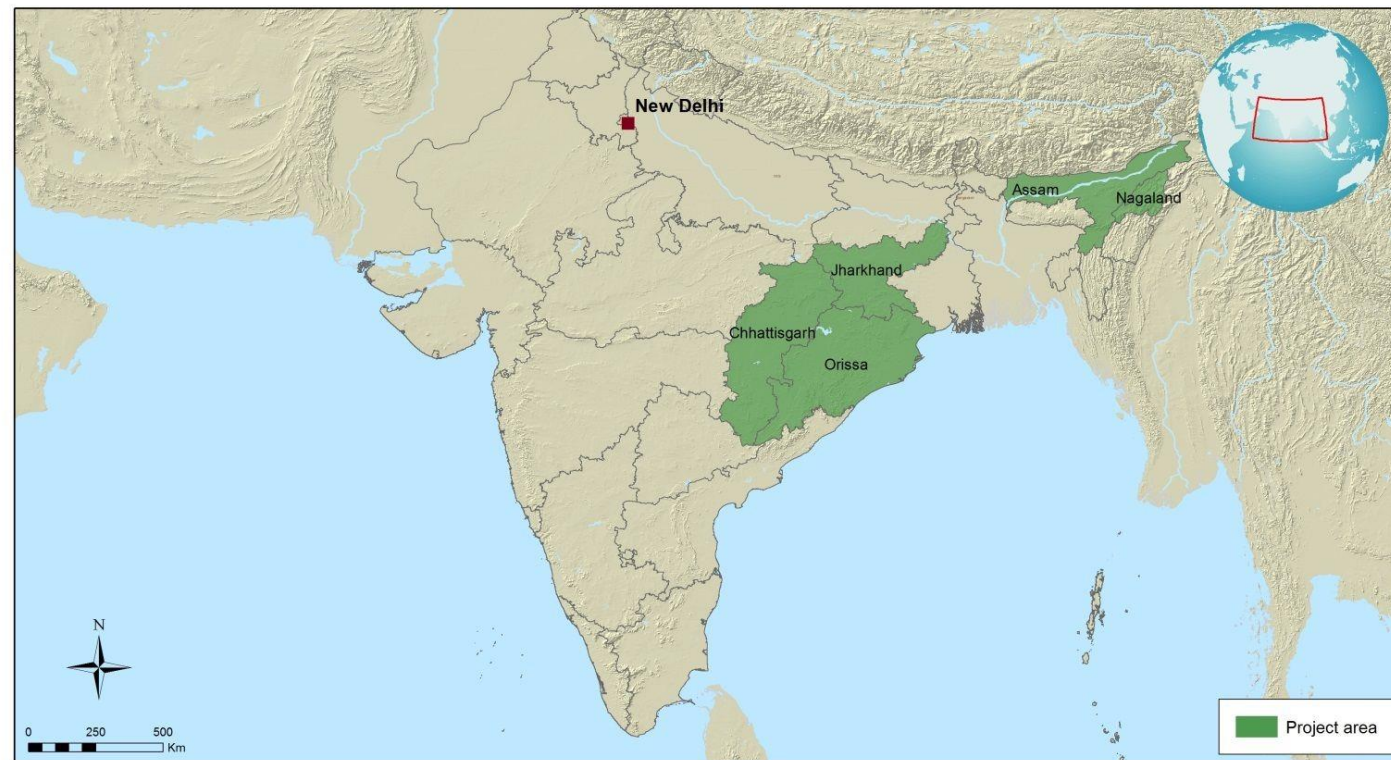 New Delhi
Assam
Nagaland
Jharkhand
Chhattisgarh
Orissa
N
0 250 500
Km
Project area